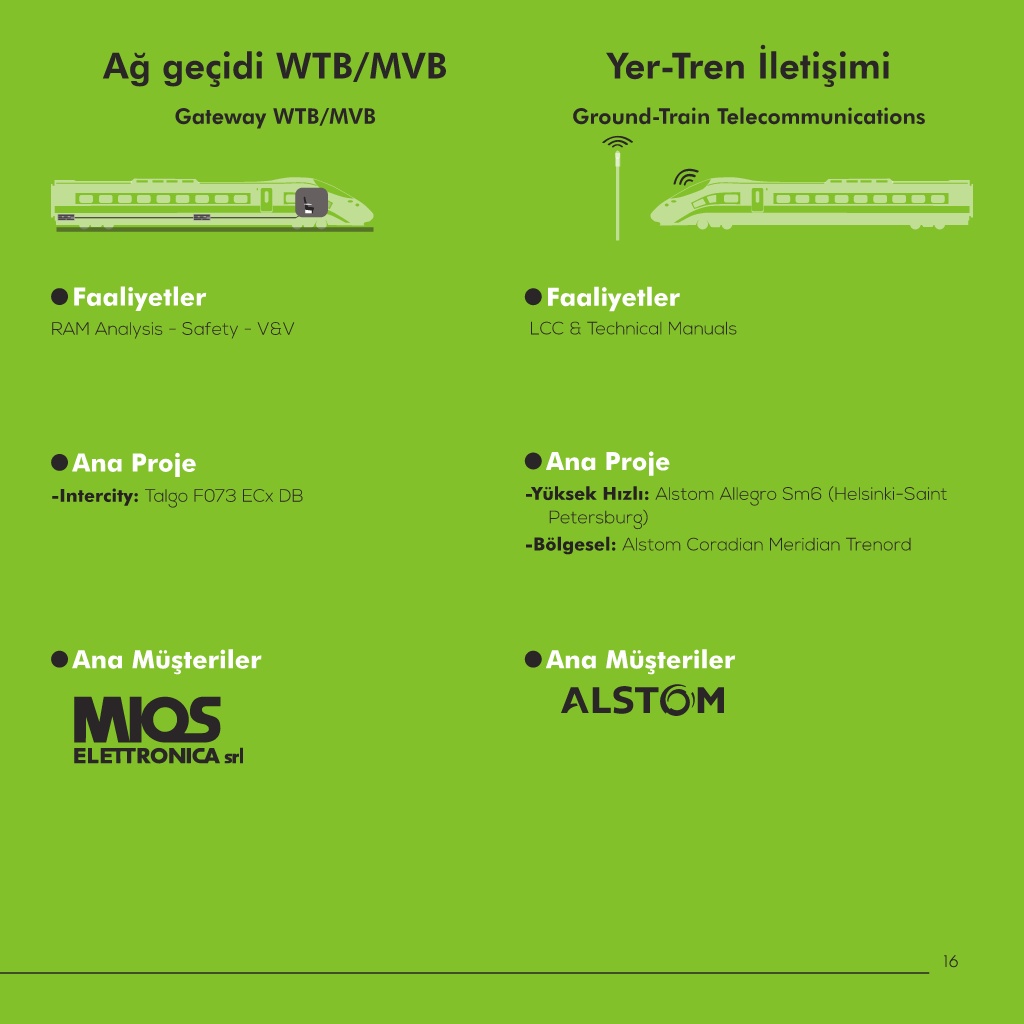 Ağ geçidi WTB/MVB
Gateway WTB/MVB
Faaliyetler
RAM Analysis - Safety - V&V
Ana Proje
-Intercity: Talgo F073 ECx DB
Ana Müşteriler
MIOS
ELETTRONICA srl
Yer-Tren İletişimi
Ground-Train Telecommunications
Faaliyetler
LCC & Technical Manuals
Ana Proje
-Yüksek Hızlı: Alstom Allegro Sm6 (Helsinki-Saint
Petersburg)
-Bölgesel: Alstom Coradian Meridian Trenord
Ana Müşteriler
ALSTOM
16